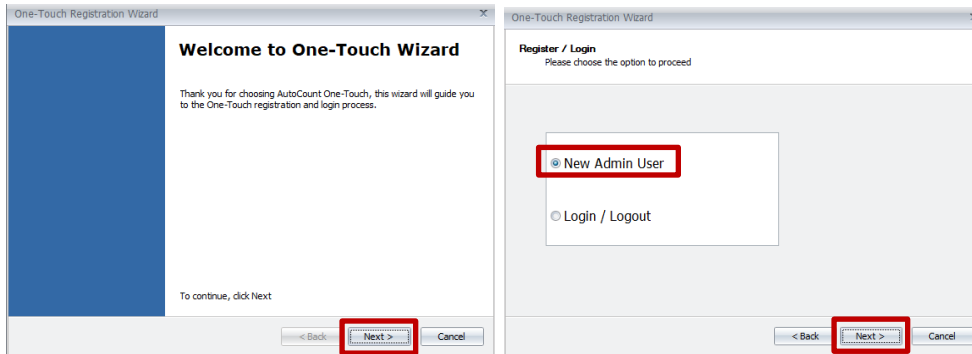 One-Touch Registration Wizard
Welcome to One-Touch Wizard
Thank you for choosing AutoCount One-Touch, this wizard will guide you
to the One-Touch registration and login process.
To continue, click Next
< Back
Next >
Cancel
One-Touch Registration Wizard
Register / Login
Please choose the option to proceed
New Admin User
Login / Logout
< Back
Next >
Cancel